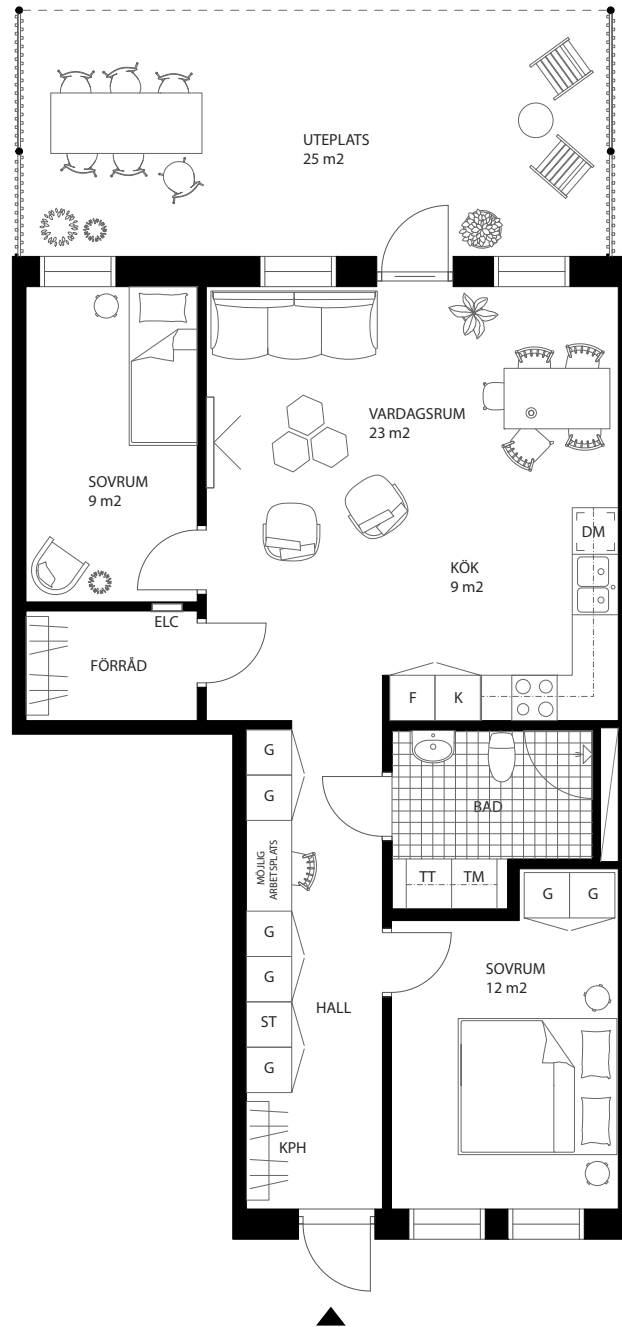 UTEPLATS
25 m2
VARDAGSRUM
23 m2
SOVRUM
9 m2
DM
KÖK
9 m2
ELC
FÖRRÅD
F
K
G
G
BAD
MÖJLIG
ARBETSPLATS
TT
TM
G
G
G
G
SOVRUM
12 m2
HALL
ST
G
KPH